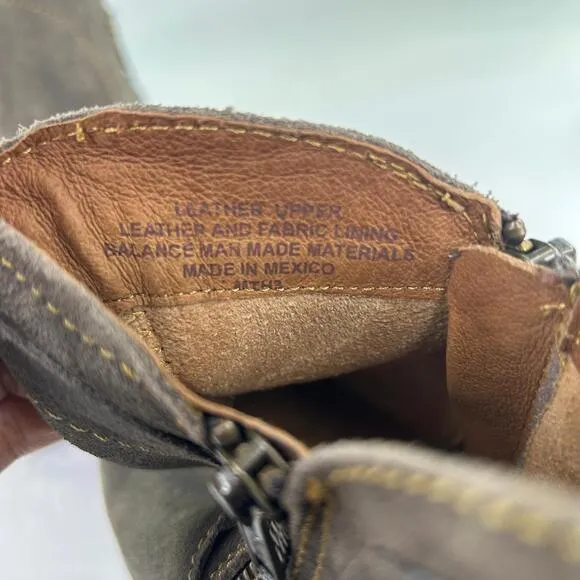 LEATHER UPPER
LEATHER AND FABRIC LINING
BALANCE MAN MADE MATERIALS
MADE IN MEXICO